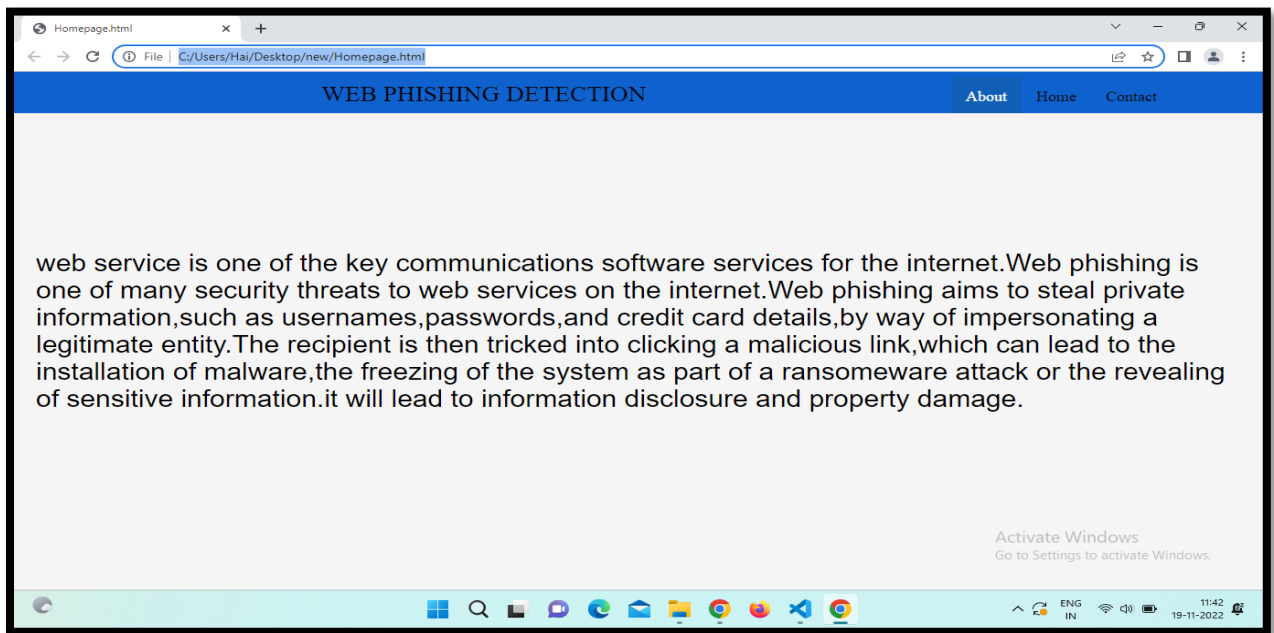 Homepage.html
File
C:/Users/Hai/Desktop/new/Homepage.html
WEB PHISHING DETECTION
About Home Contact
web service is one of the key communications software services for the internet.Web phishing is
one of many security threats to web services on the internet.Web phishing aims to steal private
information,such as usernames,passwords,and credit card details,by way of impersonating a
legitimate entity.The recipient is then tricked into clicking a malicious link,which can lead to the
installation of malware,the freezing of the system as part of a ransomeware attack or the revealing
of sensitive information.it will lead to information disclosure and property damage.
Activate Windows
Go to Settings to activate Windows.
ENG
IN
11:42
19-11-2022